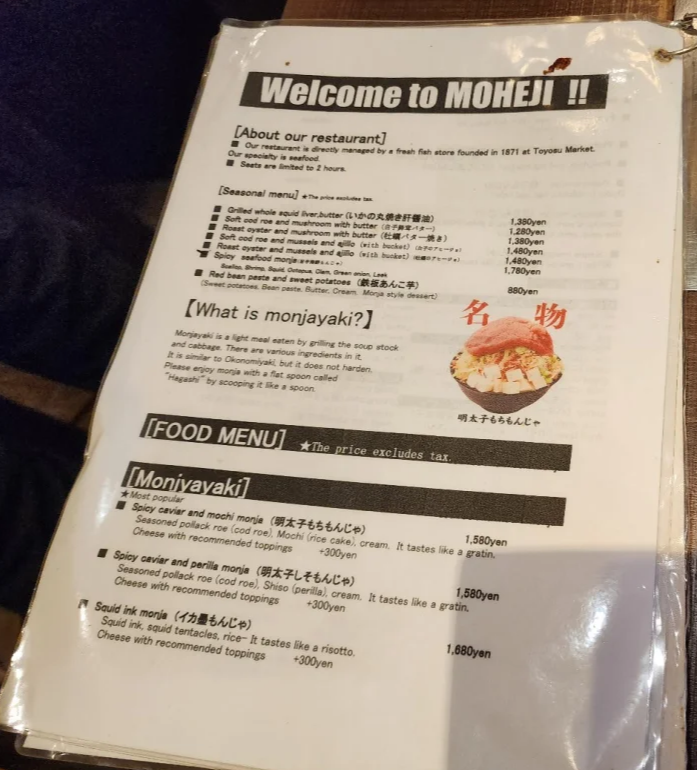 Welcome to MOHEJI !!
[About our restaurant]
■ Our restaurant is directly managed by a fresh fish store founded in 1871 at Toyosu Market.
Our specialty is seafood.
■ Seats are limited to 2 hours.
[Seasonal menu] ★The price excludes tax.
■ Grilled whole squid liver,butter (いかの丸焼き肝醤油) 1,380yen
■ Soft cod roe and mushroom with butter 1,280yen
■ Roast oyster and mushroom with butter (牡蠣バター焼き) 1,380yen
■ Soft cod roe and mussels and ajillo (with bucket) 1,480yen
■ Roast oyster and mussels and ajillo (with bucket) 1,480yen
■ Spicy seafood monja 1,780yen
Scallop, Shrimp, Squid, Octopus, Clam, Green onion, Leek
■ Red bean paste and sweet potatoes (鉄板あんこ芋) 880yen
(Sweet potatoes, Bean paste, Butter, Cream. Monja style dessert)
【What is monjayaki?】
Monjayaki is a light meal eaten by grilling the soup stock
and cabbage. There are various ingredients in it.
It is similar to Okonomiyaki, but it does not harden.
Please enjoy monja with a flat spoon called
"Hegashi" by scooping it like a spoon.
名 物
明太子もちもんじゃ
[FOOD MENU] ★The price excludes tax.
[Monjyayaki]
★Most popular
■ Spicy caviar and mochi monja (明太子もちもんじゃ) 1,580yen
Seasoned pollack roe (cod roe), Mochi (rice cake), cream. It tastes like a gratin.
Cheese with recommended toppings +300yen
■ Spicy caviar and perilla monja (明太子しそもんじゃ) 1,580yen
Seasoned pollack roe (cod roe), Shiso (perilla), cream. It tastes like a gratin.
Cheese with recommended toppings +300yen
■ Squid ink monja (イカ墨もんじゃ) 1,680yen
Squid ink, squid tentacles, rice- It tastes like a risotto.
Cheese with recommended toppings +300yen